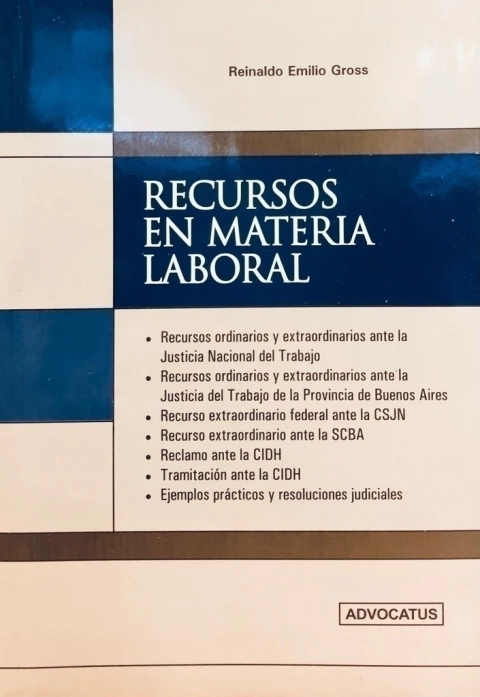 Reinaldo Emilio Gross
RECURSOS
EN MATERIA
LABORAL
• Recursos ordinarios y extraordinarios ante la
Justicia Nacional del Trabajo
• Recursos ordinarios y extraordinarios ante la
Justicia del Trabajo de la Provincia de Buenos Aires
• Recurso extraordinario federal ante la CSJN
• Recurso extraordinario ante la SCBA
• Reclamo ante la CIDH
• Tramitación ante la CIDH
• Ejemplos prácticos y resoluciones judiciales
ADVOCATUS